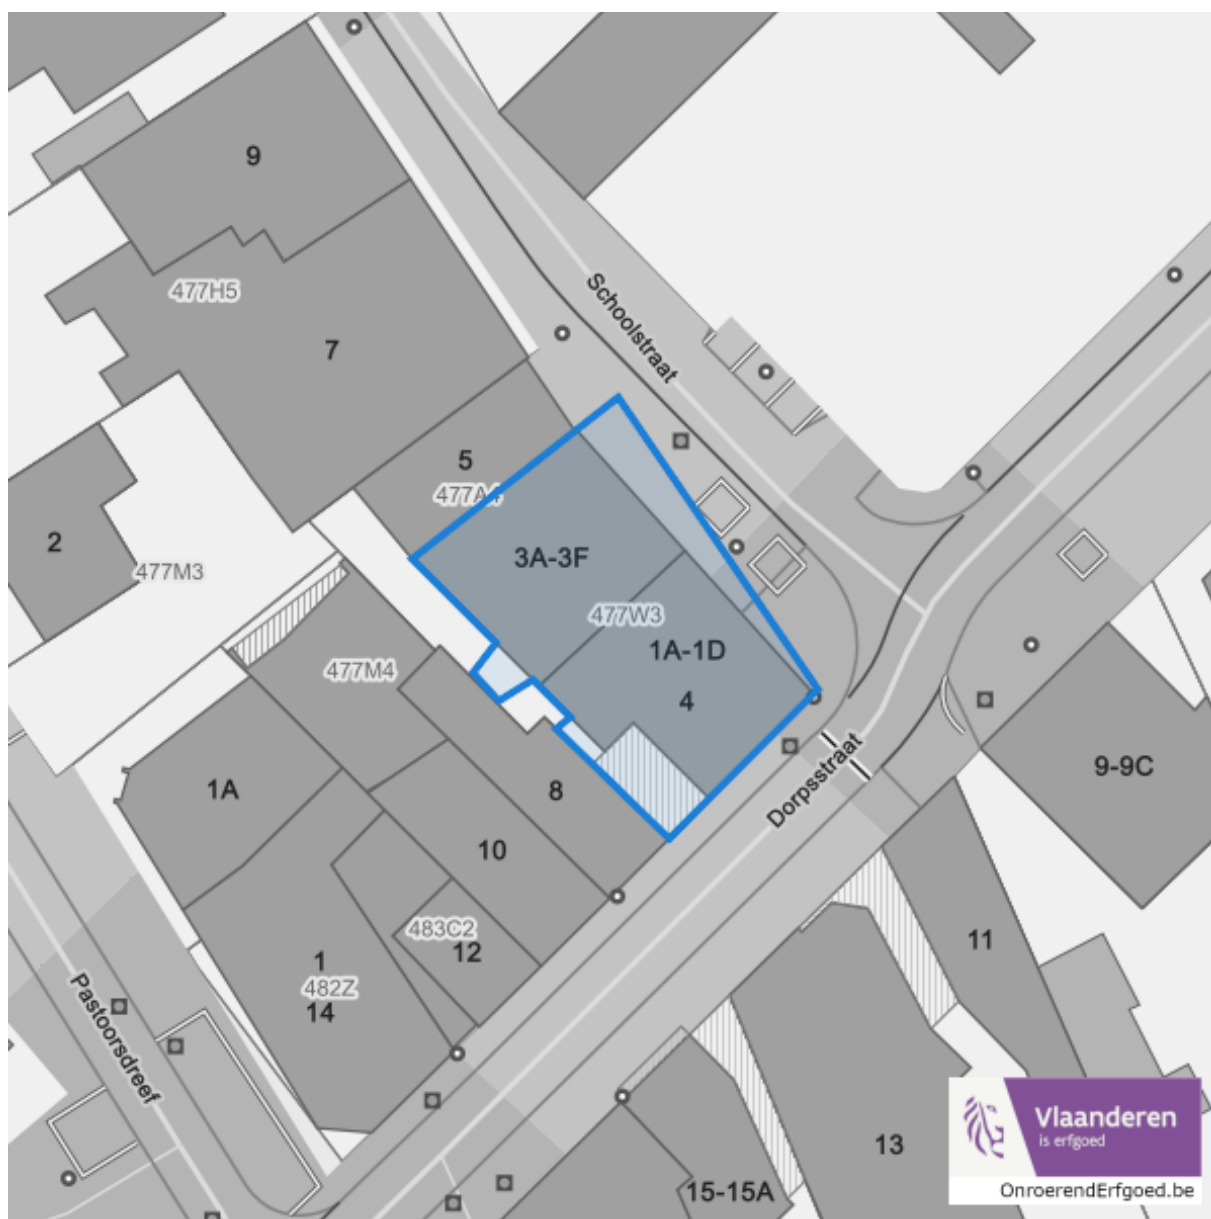 9
477H5
Schoolstraat
7
5
477A4
2
477M3
3A-3F
477W3
1A-1D
477M4
4
Dorpsstraat
9-9C
1A
8
10
483C2
12
11
1
482Z
14
Pastoorsdreef
13
15-15A
Vlaanderen
is erfgoed
OnroerendErfgoed.be